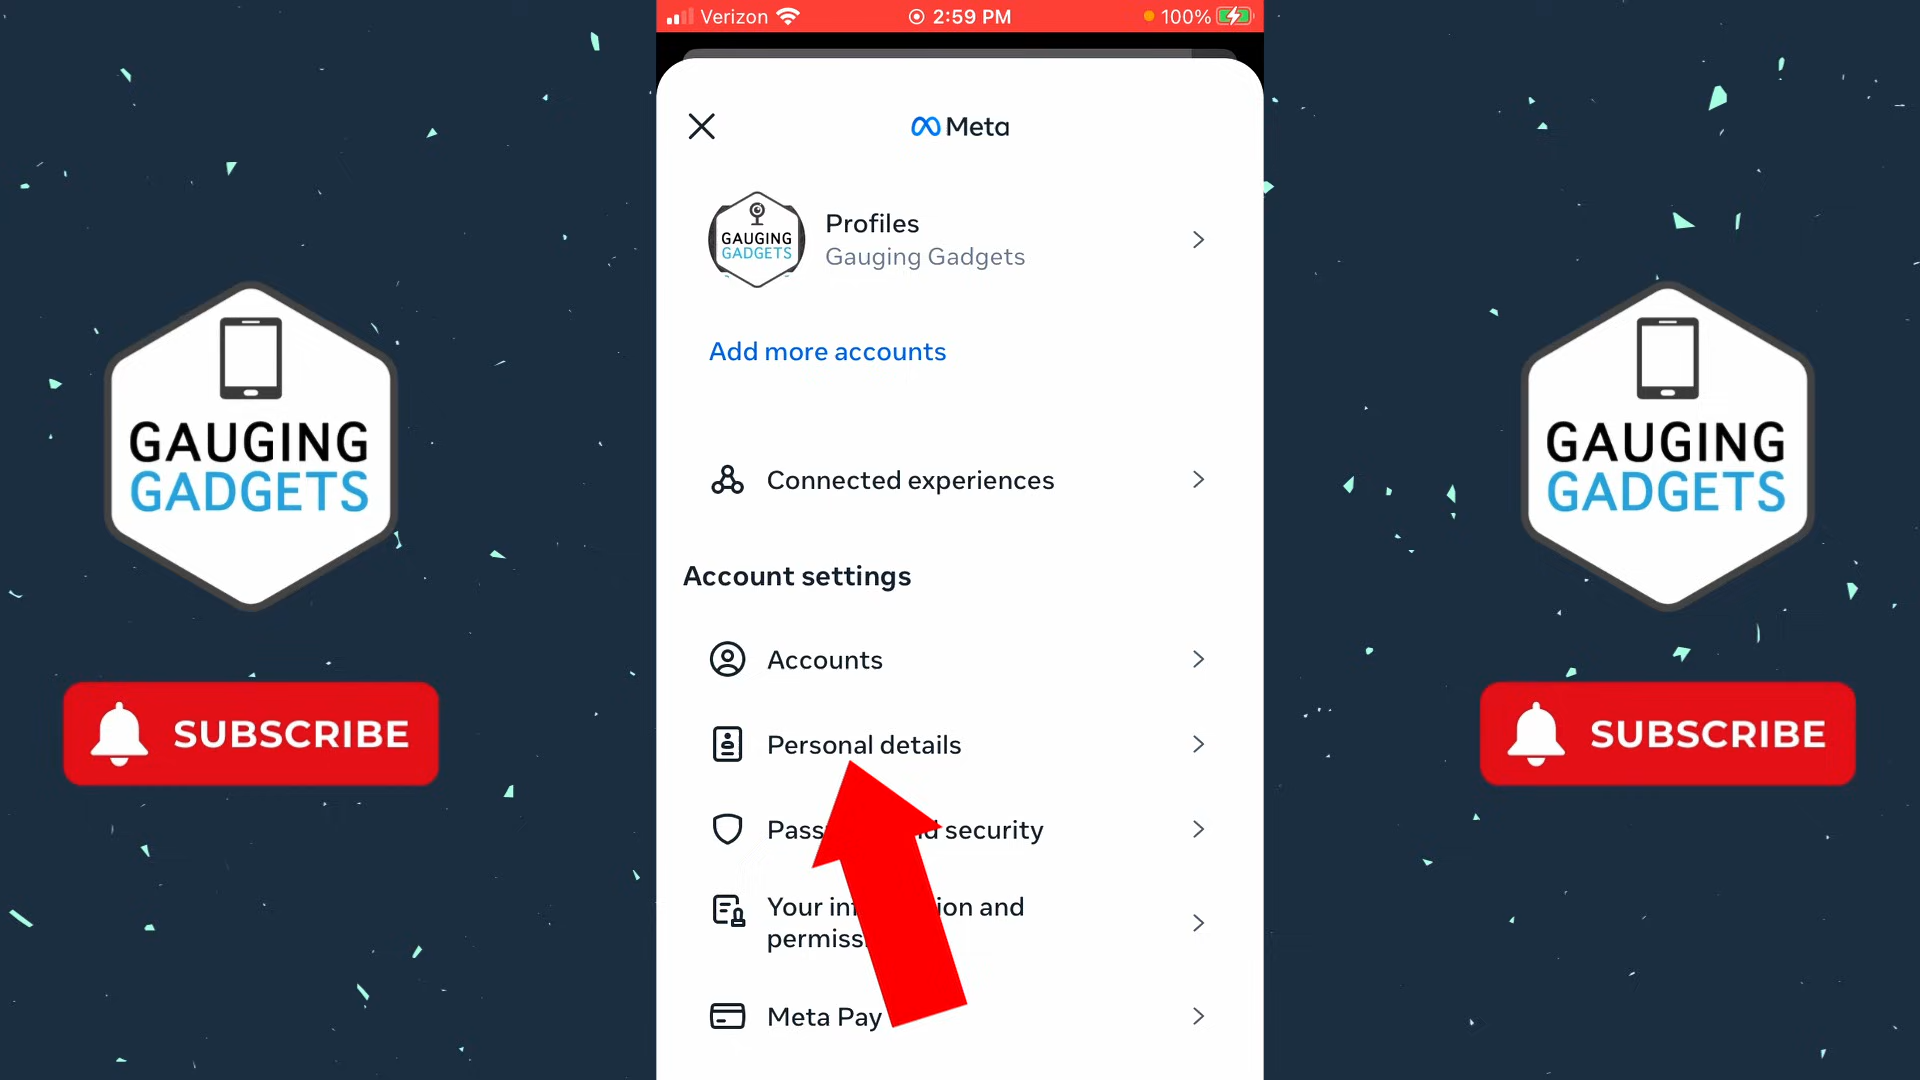 Verizon 2:59 PM 100%
Meta
GAUGING
GADGETS
Profiles
Gauging Gadgets
Add more accounts
Connected experiences
GAUGING
GADGETS
GAUGING
GADGETS
Account settings
Accounts
Personal details
SUBSCRIBE
SUBSCRIBE
security
Your and
Meta Pay